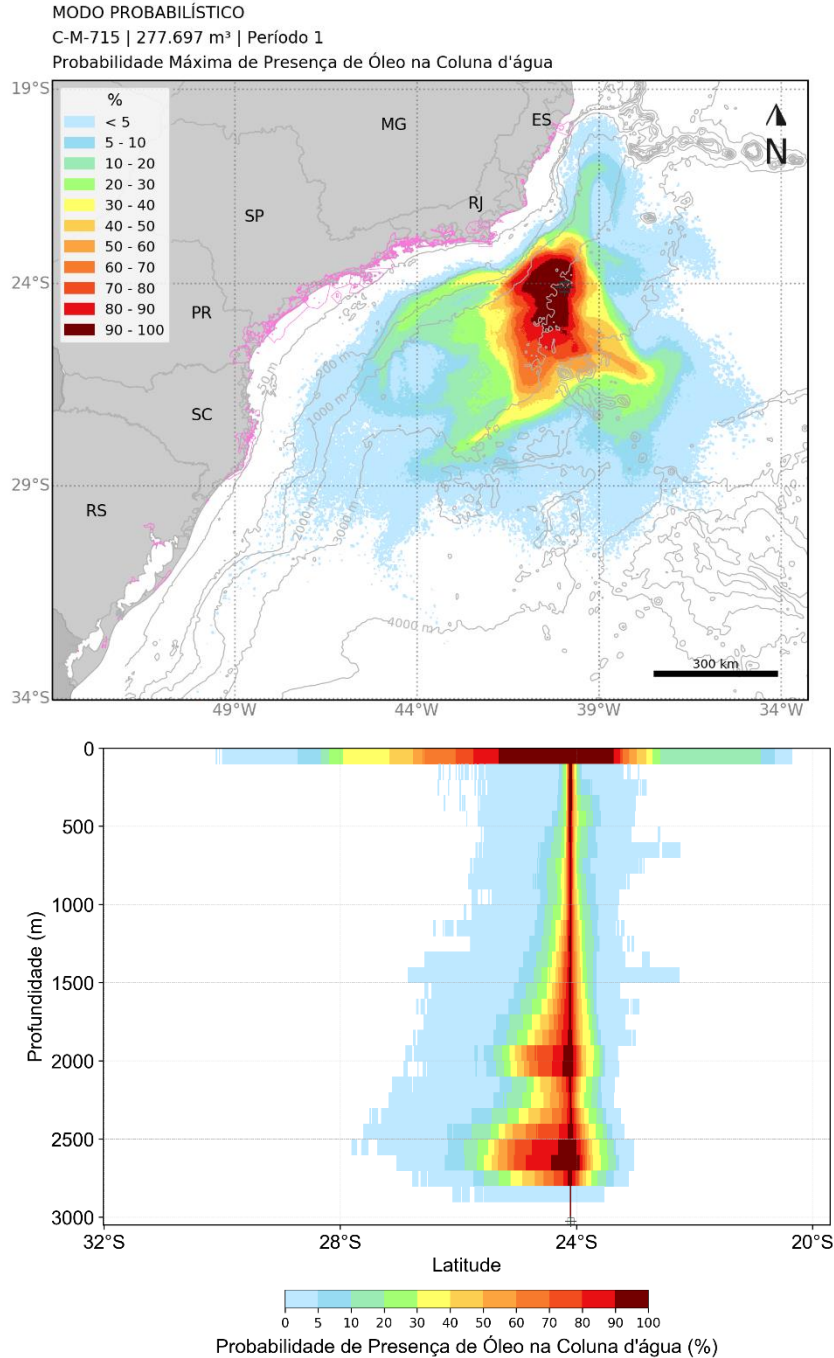 MODO PROBABILÍSTICO
C-M-715 | 277.697 m³ | Período 1
Probabilidade Máxima de Presença de Óleo na Coluna d'água
19°S
24°S
29°S
34°S
%
< 5
5 - 10
10 - 20
20 - 30
30 - 40
40 - 50
50 - 60
60 - 70
70 - 80
80 - 90
90 - 100
MG
ES
N
SP
RJ
PR
SC
RS
50 m
1000 m
2000 m
3000 m
4000 m
300 km
49°W
44°W
39°W
34°W
0
500
1000
1500
2000
2500
3000
Profundidade (m)
32°S
28°S
24°S
20°S
Latitude
0
5
10
20
30
40
50
60
70
80
90
100
Probabilidade de Presença de Óleo na Coluna d'água (%)